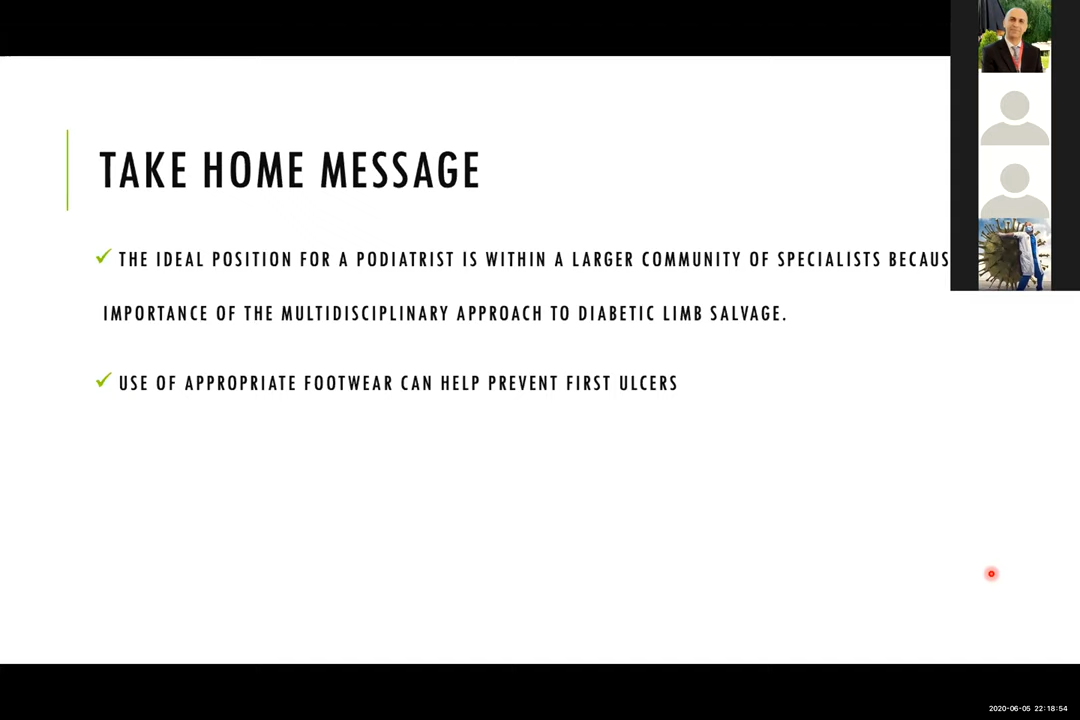 TAKE HOME MESSAGE
✓ THE IDEAL POSITION FOR A PODIATRIST IS WITHIN A LARGER COMMUNITY OF SPECIALISTS
IMPORTANCE OF THE MULTIDISCIPLINARY APPROACH TO DIABETIC LIMB SALVAGE.
✓ USE OF APPROPRIATE FOOTWEAR CAN HELP PREVENT FIRST ULCERS
2020-06-05 22:18:54